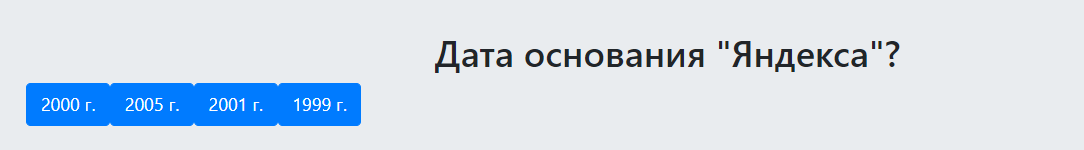 Дата основания "Яндекса"?
2000 г. 2005 г. 2001 г. 1999 г.